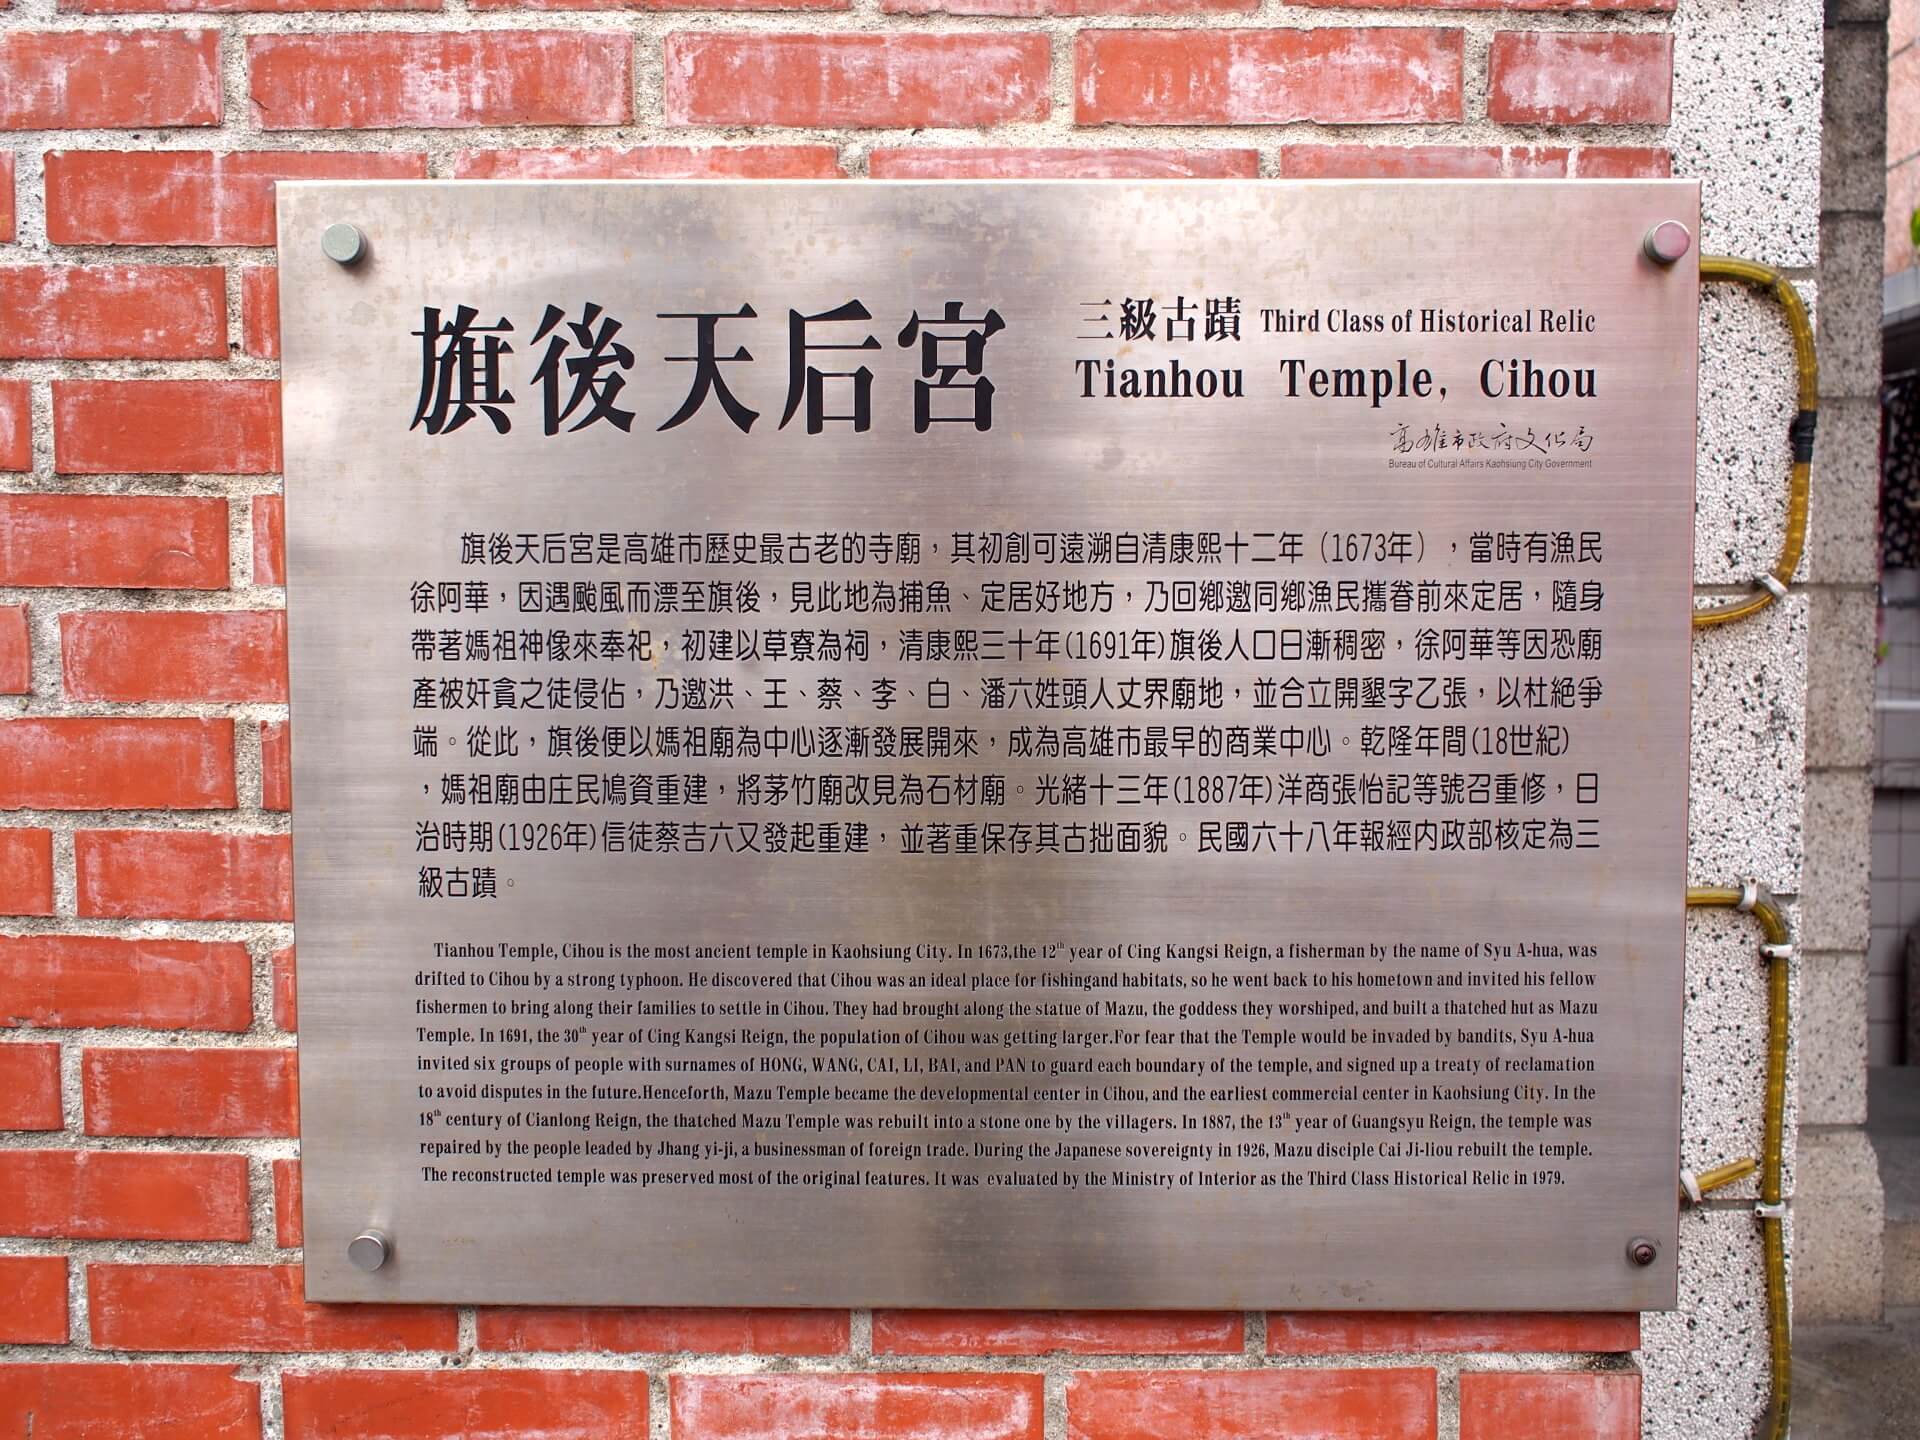 旗後天后宮
三級古蹟 Third Class of Historical Relic
Tianhou Temple, Cihou
高雄市政府文化局
Bureau of Cultural Affairs Kaohsiung City Government
旗後天后宮是高雄市歷史最古老的寺廟，其初創可遠溯自清康熙十二年（1673年），當時有漁民
徐阿華，因遇颱風而漂至旗後，見此地為捕魚、定居好地方，乃回鄉邀同鄉漁民攜眷前來定居，隨身
帶著媽祖神像來奉祀，初建以草寮為祠，清康熙三十年(1691年)旗後人口日漸稠密，徐阿華等因恐廟
產被奸貪之徒侵佔，乃邀洪、王、蔡、李、白、潘六姓頭人丈界廟地，並合立開墾字乙張，以杜絕爭
端。從此，旗後便以媽祖廟為中心逐漸發展開來，成為高雄市最早的商業中心。乾隆年間(18世紀)
，媽祖廟由庄民鳩資重建，將茅竹廟改見為石材廟。光緒十三年(1887年)洋商張怡記等號召重修，日
治時期(1926年)信徒蔡吉六又發起重建，並著重保存其古拙面貌。民國六十八年報經內政部核定為三
級古蹟。
Tianhou Temple, Cihou is the most ancient temple in Kaohsiung City. In 1673,the 12th year of Cing Kangsi Reign, a fisherman by the name of Syu A-hua, was
drifted to Cihou by a strong typhoon. He discovered that Cihou was an ideal place for fishingand habitats, so he went back to his hometown and invited his fellow
fishermen to bring along their families to settle in Cihou. They had brought along the statue of Mazu, the goddess they worshiped, and built a thatched hut as Mazu
Temple. In 1691, the 30th year of Cing Kangsi Reign, the population of Cihou was getting larger.For fear that the Temple would be invaded by bandits, Syu A-hua
invited six groups of people with surnames of HONG, WANG, CAI, LI, BAI, and PAN to guard each boundary of the temple, and signed up a treaty of reclamation
to avoid disputes in the future.Henceforth, Mazu Temple became the developmental center in Cihou, and the earliest commercial center in Kaohsiung City. In the
18th century of Cianlong Reign, the thatched Mazu Temple was rebuilt into a stone one by the villagers. In 1887, the 13th year of Guangsyu Reign, the temple was
repaired by the people leaded by Jhang yi-ji, a businessman of foreign trade. During the Japanese sovereignty in 1926, Mazu disciple Cai Ji-liou rebuilt the temple.
The reconstructed temple was preserved most of the original features. It was evaluated by the Ministry of Interior as the Third Class Historical Relic in 1979.